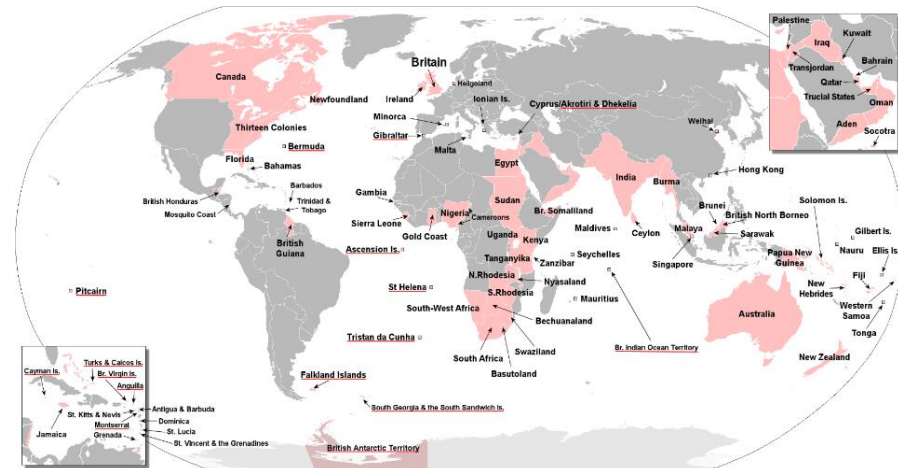 Canada
Newfoundland
Thirteen Colonies
Bermuda
Florida
Bahamas
British Honduras
Mosquito Coast
Barbados
Trinidad &
Tobago
British
Guiana
Pitcairn
Britain
Ireland
Helgoland
Ionian Is.
Minorca
Gibraltar
Malta
Cyprus/Akrotiri & Dhekelia
Egypt
Sudan
Gambia
Sierra Leone
Gold Coast
Nigeria
Cameroons
Br. Somaliland
Uganda
Kenya
Tanganyika
Zanzibar
Ascension Is.
St Helena
Tristan da Cunha
N.Rhodesia
Nyasaland
S.Rhodesia
South-West Africa
Bechuanaland
South Africa
Swaziland
Basutoland
Falkland Islands
South Georgia & the South Sandwich Is.
British Antarctic Territory
Weihai
Hong Kong
India
Burma
Maldives
Ceylon
Seychelles
Mauritius
Br. Indian Ocean Territory
Malaya
Singapore
Brunei
British North Borneo
Sarawak
Papua New
Guinea
Solomon Is.
Gilbert Is.
Nauru
Ellis Is.
Fiji
New
Hebrides
Western
Samoa
Tonga
Australia
New Zealand
Palestine
Iraq
Kuwait
Transjordan
Bahrain
Qatar
Trucial States
Oman
Aden
Socotra
Turks & Caicos Is.
Cayman Is.
Br. Virgin Is.
Anguilla
St. Kitts & Nevis
Antigua & Barbuda
Montserrat
Dominica
Jamaica
Grenada
St. Lucia
St. Vincent & the Grenadines